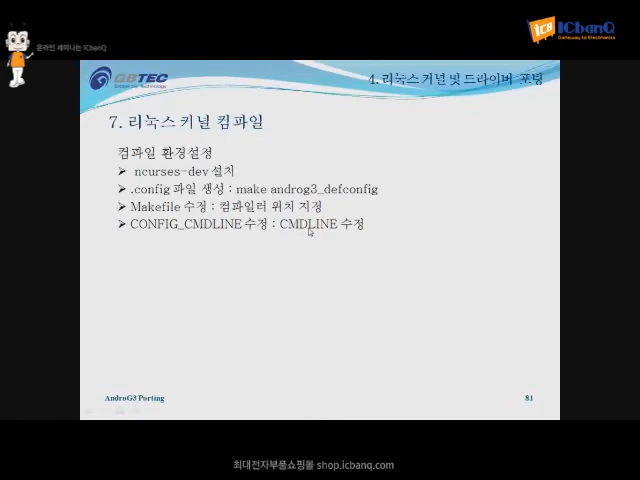 온라인 세미나는 ICbanQ
icb
ICbanQ
Gateway to Electronics
GBTEC
4. 리눅스 커널 및 드라이버 포팅
7. 리눅스 커널 컴파일
컴파일 환경설정
➤ ncurses-dev 설치
➤ .config 파일 생성 : make androg3_defconfig
➤ Makefile 수정 : 컴파일러 위치 지정
➤ CONFIG_CMDLINE 수정 : CMDLINE 수정
AndroG3 Porting
81
최대전자부품쇼핑몰 shop.icbanq.com